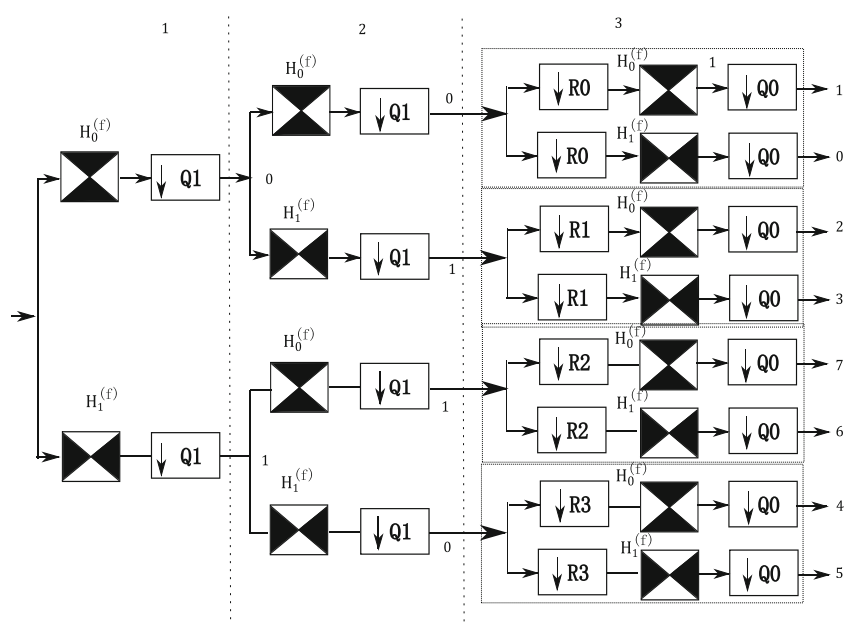 1
2
3
H₀(f)
1
H₀(f)
↓ R0
↓ Q0
1
0
↓ Q1
H₁(f)
H₀(f)
↓ R0
↓ Q0
0
↓ Q1
0
H₀(f)
H₁(f)
↓ R1
↓ Q0
2
↓ Q1
1
H₁(f)
↓ R1
↓ Q0
3
H₀(f)
H₀(f)
↓ R2
↓ Q0
7
H₁(f)
↓ Q1
1
H₁(f)
↓ R2
↓ Q0
6
↓ Q1
1
H₁(f)
H₀(f)
↓ R3
↓ Q0
4
↓ Q1
0
H₁(f)
↓ R3
↓ Q0
5